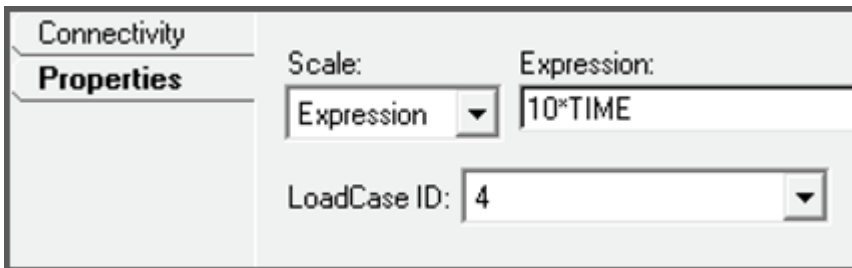 Connectivity
Properties
Scale: Expression:
Expression 10*TIME
LoadCase ID: 4